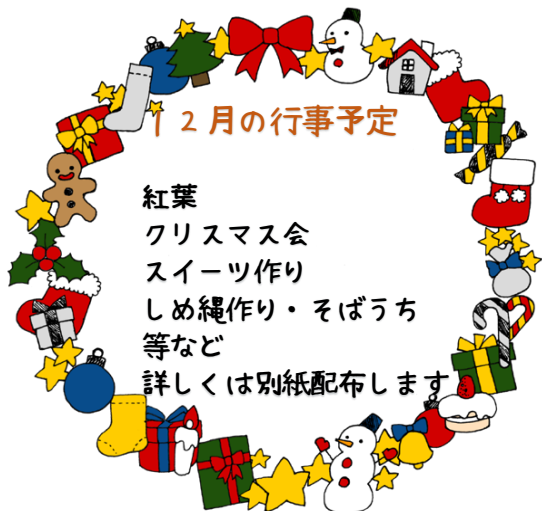 １２月の行事予定
紅葉
クリスマス会
スイーツ作り
しめ縄作り・そばうち
等など
詳しくは別紙配布します